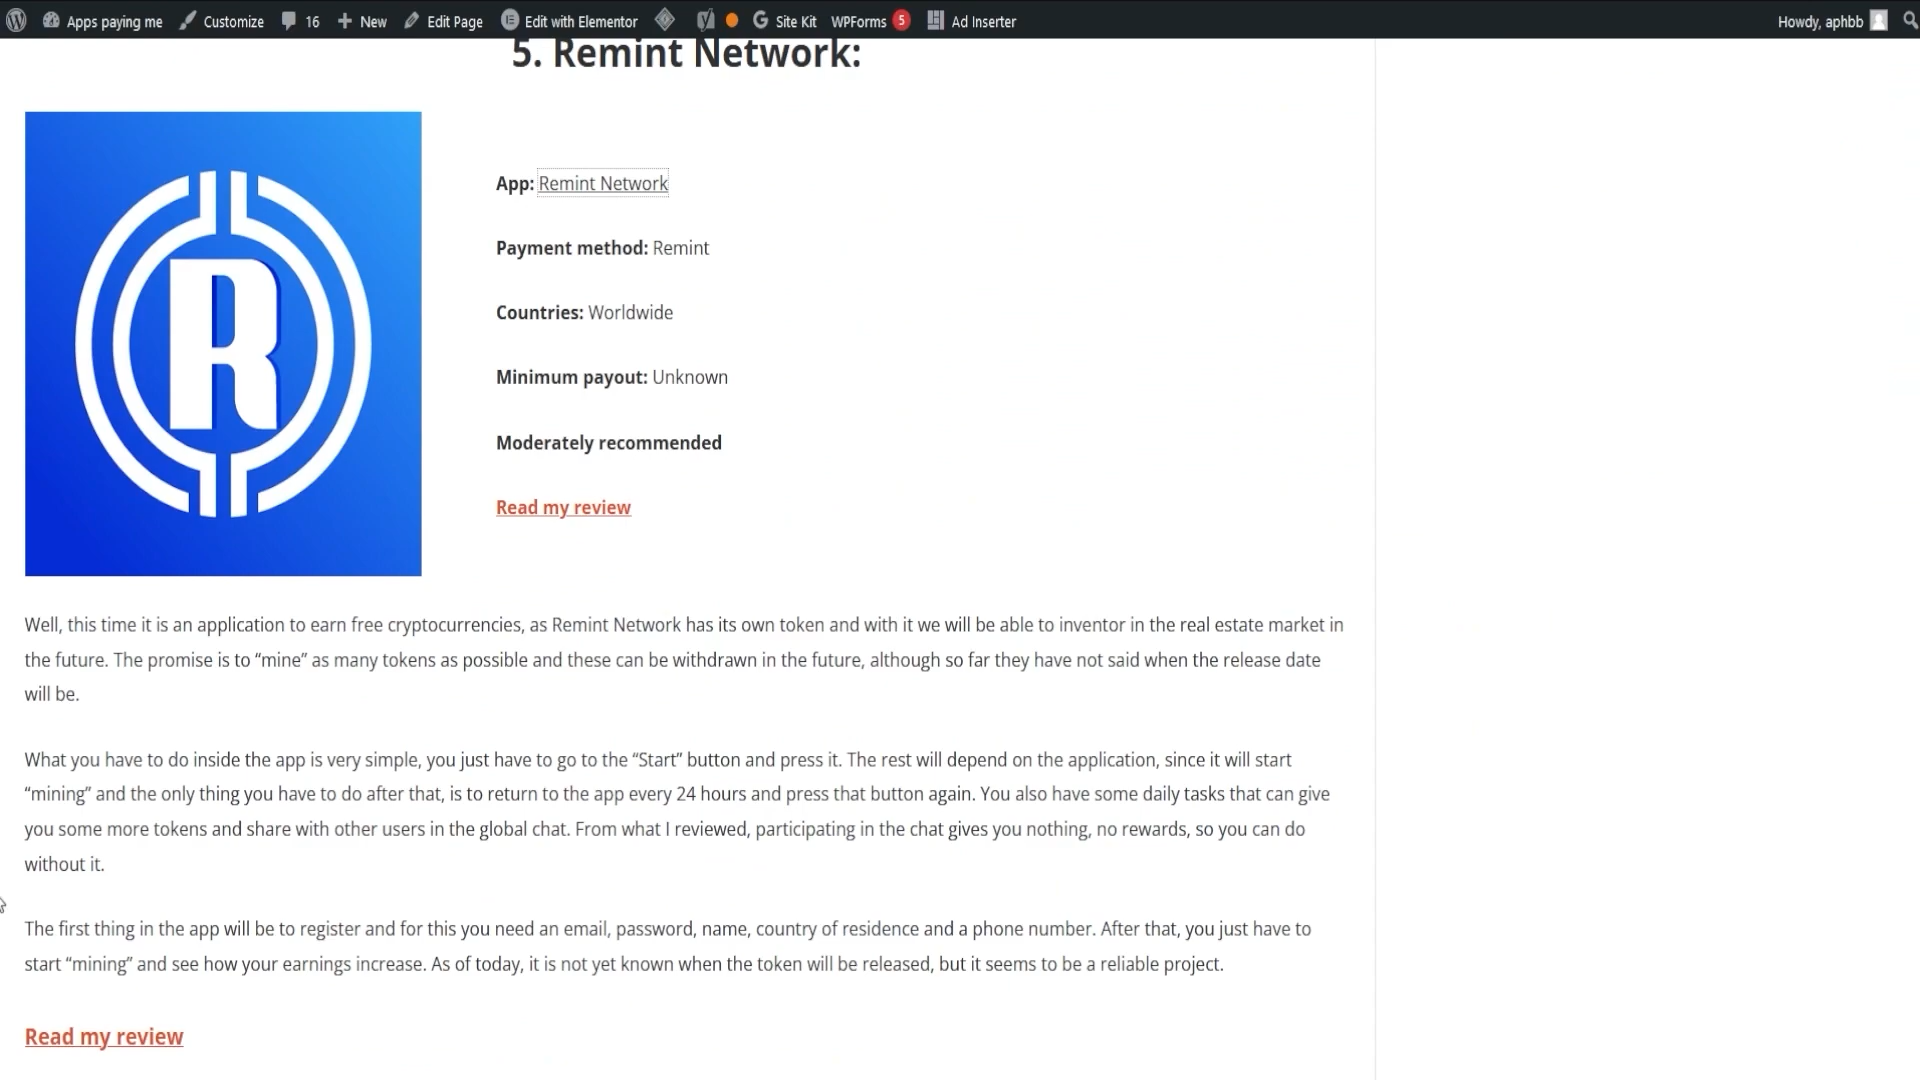 Apps paying me Customize 16 New Edit Page Edit with Elementor Site Kit WPForms 5 Ad Inserter Howdy, aphbb
5. Remint Network:
R
App: Remint Network
Payment method: Remint
Countries: Worldwide
Minimum payout: Unknown
Moderately recommended
Read my review
Well, this time it is an application to earn free cryptocurrencies, as Remint Network has its own token and with it we will be able to inventor in the real estate market in
the future. The promise is to “mine” as many tokens as possible and these can be withdrawn in the future, although so far they have not said when the release date
will be.
What you have to do inside the app is very simple, you just have to go to the “Start” button and press it. The rest will depend on the application, since it will start
“mining” and the only thing you have to do after that, is to return to the app every 24 hours and press that button again. You also have some daily tasks that can give
you some more tokens and share with other users in the global chat. From what I reviewed, participating in the chat gives you nothing, no rewards, so you can do
without it.
The first thing in the app will be to register and for this you need an email, password, name, country of residence and a phone number. After that, you just have to
start “mining” and see how your earnings increase. As of today, it is not yet known when the token will be released, but it seems to be a reliable project.
Read my review